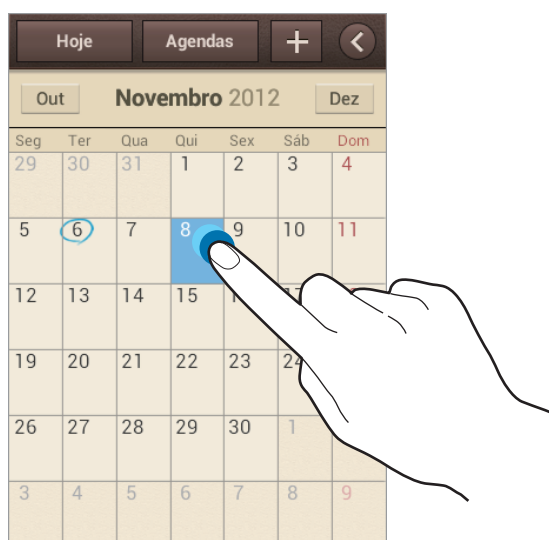 Hoje Agendas + <
Out Novembro 2012 Dez
Seg Ter Qua Qui Sex Sáb Dom
29 30 31 1 2 3 4
5 6 7 8 9 10 11
12 13 14 15
19 20 21 22 23 24
26 27 28 29 30 1
3 4 5 6 7 8 9